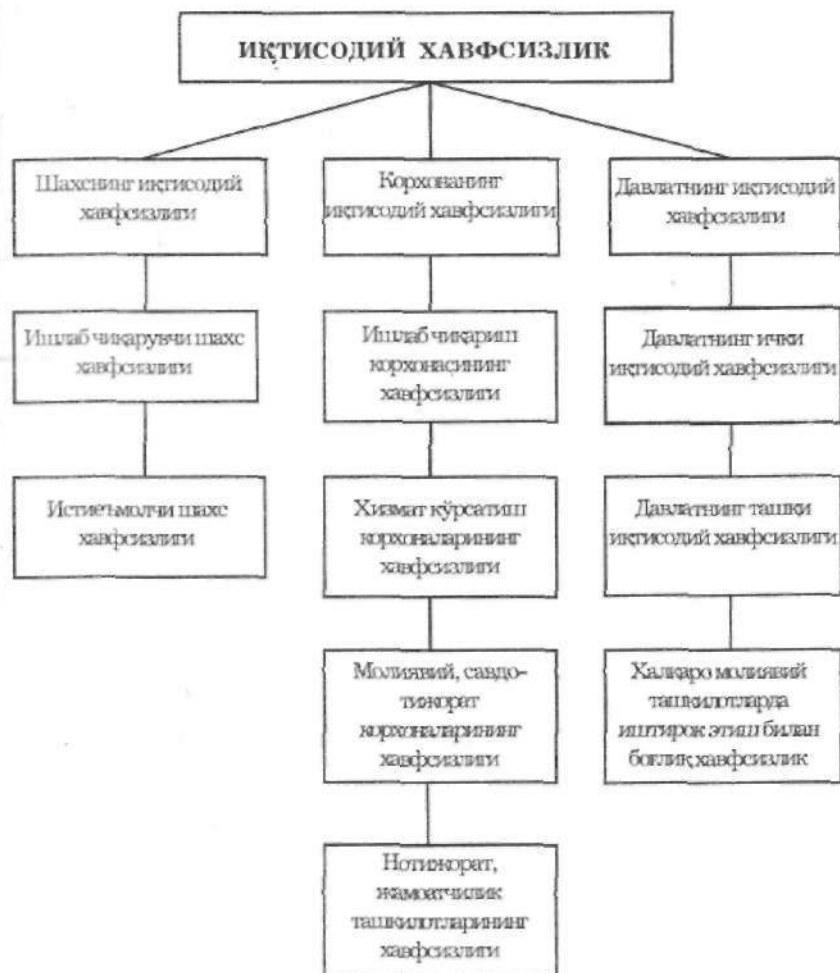 ИҚТИСОДИЙ ХАВФСИЗЛИК
Шахснинг иқтисодий
хавфсизлиги
Ишлаб чиқарувчи шахс
хавфсизлиги
Истиеъмолчи шахс
хавфсизлиги
Корхонанинг
иқтисодий хавфсизлиги
Ишлаб чиқариш
корхонасининг
хавфсизлиги
Хизмат кўрсатиш
корхоналарининг
хавфсизлиги
Молиявий, савдо-
тижорат
корхоналарининг
хавфсизлиги
Нотижорат,
жамоатчилик
ташкилотларининг
хавфсизлиги
Давлатнинг иқтисодий
хавфсизлиги
Давлатнинг ички
иқтисодий хавфсизлиги
Давлатнинг ташқи
иқтисодий хавфсизлиги
Халқаро молиявий
ташкилотларда
иштирок этиш билан
боғлиқ хавфсизлик